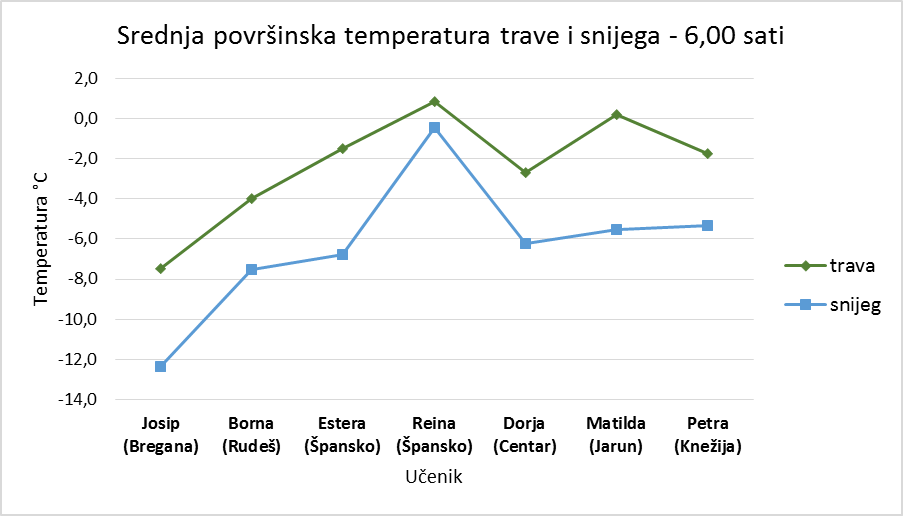 Srednja površinska temperatura trave i snijega - 6,00 sati
2,0
0,0
-2,0
-4,0
-6,0
-8,0
-10,0
-12,0
-14,0
Temperatura °C
Josip
(Bregana)
Borna
(Rudeš)
Estera
(Špansko)
Reina
(Špansko)
Dorja
(Centar)
Matilda
(Jarun)
Petra
(Knežija)
Učenik
trava
snijeg